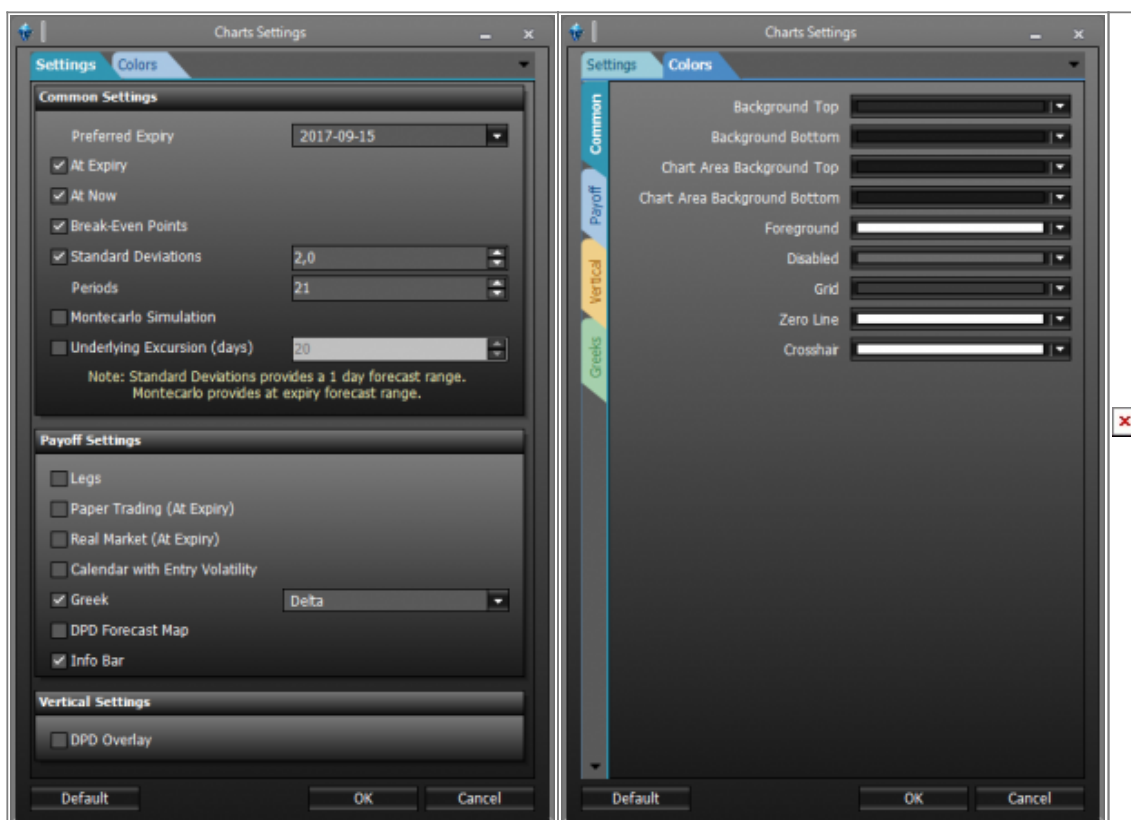 Charts Settings
Settings Colors
Common Settings
Preferred Expiry 2017-09-15
At Expiry
At Now
Break-Even Points
Standard Deviations 2,0
Periods 21
Montecarlo Simulation
Underlying Excursion (days) 20
Note: Standard Deviations provides a 1 day forecast range.
Montecarlo provides at expiry forecast range.
Payoff Settings
Legs
Paper Trading (At Expiry)
Real Market (At Expiry)
Calendar with Entry Volatility
Greek Delta
DPD Forecast Map
Info Bar
Vertical Settings
DPD Overlay
Default OK Cancel
Charts Settings
Settings Colors
Common
Payoff
Vertical
Greeks
Background Top
Background Bottom
Chart Area Background Top
Chart Area Background Bottom
Foreground
Disabled
Grid
Zero Line
Crosshair
Default OK Cancel